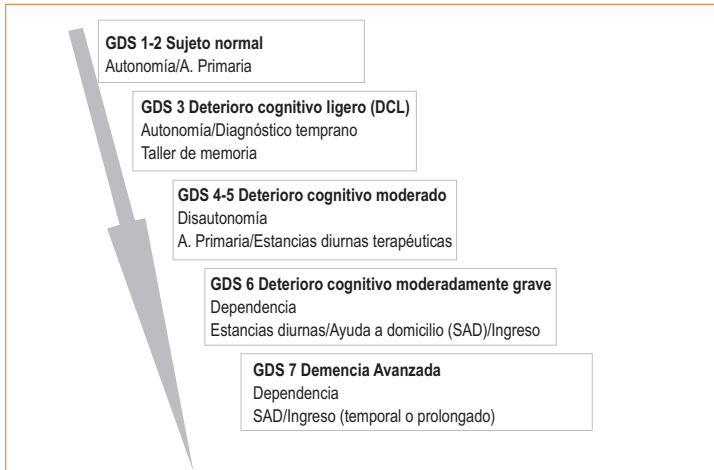 GDS 1-2 Sujeto normal
Autonomía/A. Primaria
GDS 3 Deterioro cognitivo ligero (DCL)
Autonomía/Diagnóstico temprano
Taller de memoria
GDS 4-5 Deterioro cognitivo moderado
Disautonomía
A. Primaria/Estancias diurnas terapéuticas
GDS 6 Deterioro cognitivo moderadamente grave
Dependencia
Estancias diurnas/Ayuda a domicilio (SAD)/Ingreso
GDS 7 Demencia Avanzada
Dependencia
SAD/Ingreso (temporal o prolongado)